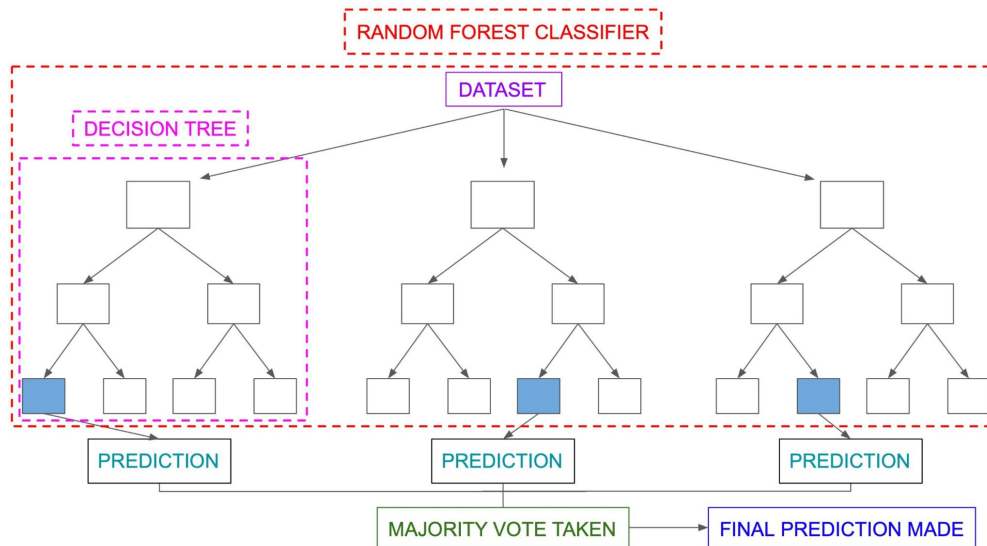 RANDOM FOREST CLASSIFIER
DATASET
DECISION TREE
PREDICTION
PREDICTION
PREDICTION
MAJORITY VOTE TAKEN
FINAL PREDICTION MADE